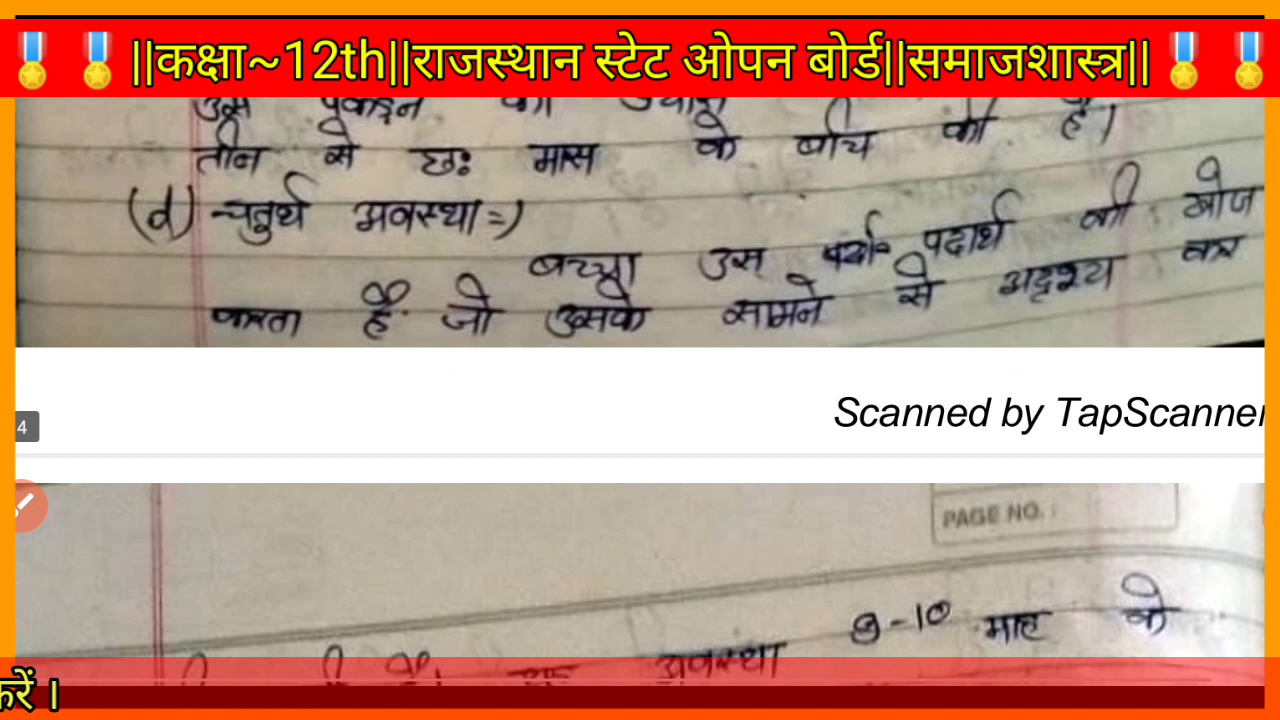 ||कक्षा~12th||राजस्थान स्टेट ओपन बोर्ड||समाजशास्त्र||
उस
तीन से छः मास के बीच की है।
(d) चतुर्थ अवस्था =)
बच्चा उस पदार्थ की खोज
करता है जो उसके सामने से अदृश्य कर
Scanned by TapScanner
4
PAGE NO. :
अवस्था 9-10 माह के
करें ।